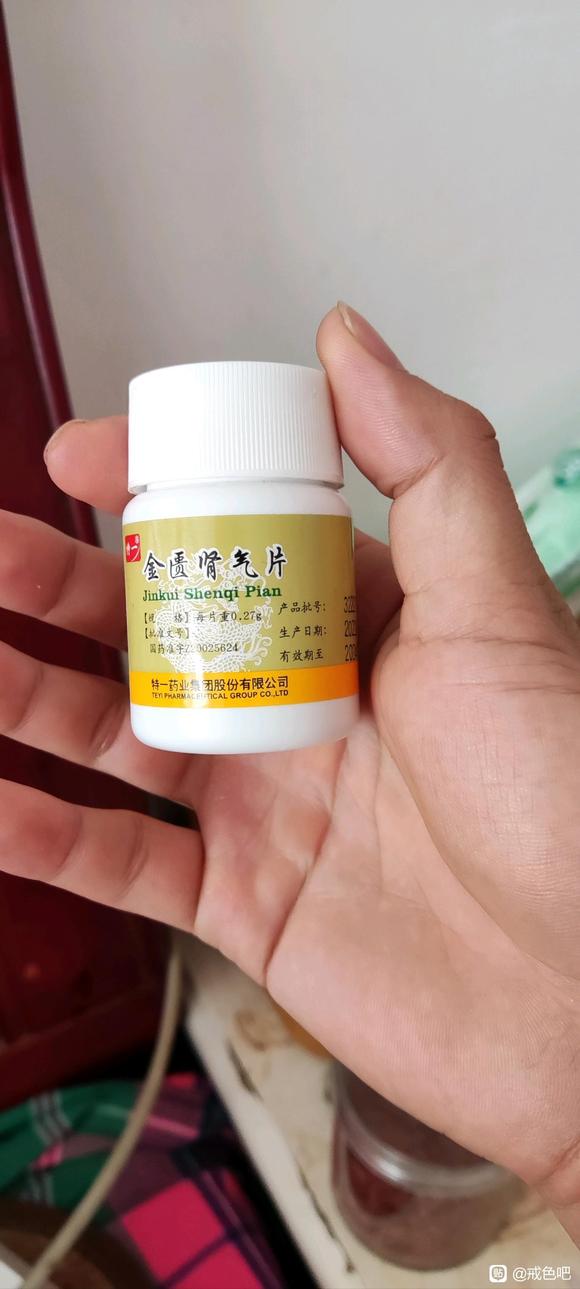 特一
金匮肾气片
Jinkui Shenqi Pian
【规 格】每片重0.27g
【批准文号】
国药准字Z20025624
产品批号：
生产日期：
有效期至
特一药业集团股份有限公司
TEYI PHARMACEUTICAL GROUP CO.,LTD
贴 @戒色吧